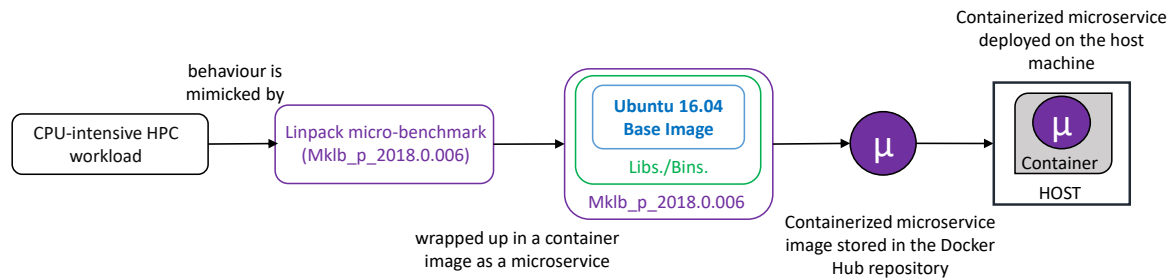 CPU-intensive HPC
workload
behaviour is
mimicked by
Linpack micro-benchmark
(Mklb_p_2018.0.006)
wrapped up in a container
image as a microservice
Ubuntu 16.04
Base Image
Libs./Bins.
Mklb_p_2018.0.006
μ
Containerized microservice
image stored in the Docker
Hub repository
Containerized microservice
deployed on the host
machine
μ
Container
HOST